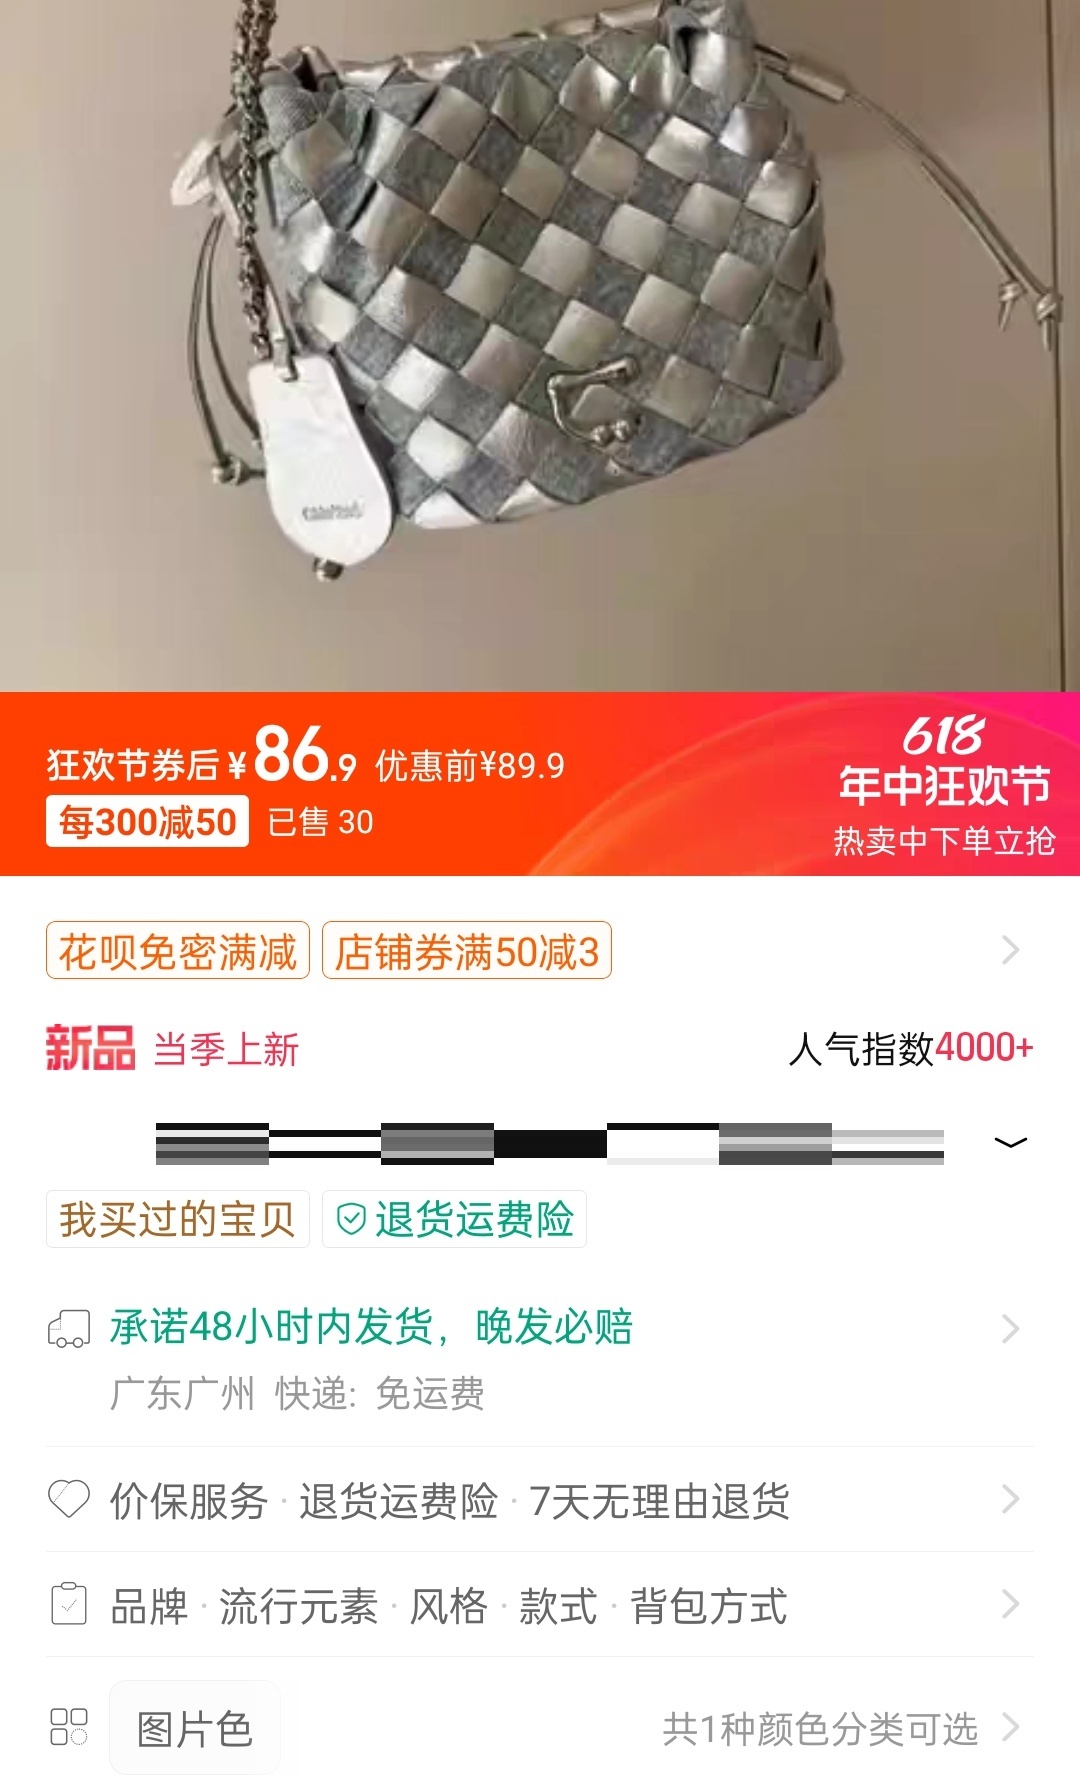 狂欢节券后¥86.9 优惠前¥89.9
每300减50 已售 30
618
年中狂欢节
热卖中下单立抢
花呗免密满减 店铺券满50减3
新品 当季上新 人气指数4000+
我买过的宝贝 退货运费险
承诺48小时内发货，晚发必赔
广东广州 快递: 免运费
价保服务 · 退货运费险 · 7天无理由退货
品牌 · 流行元素 · 风格 · 款式 · 背包方式
图片色 共1种颜色分类可选